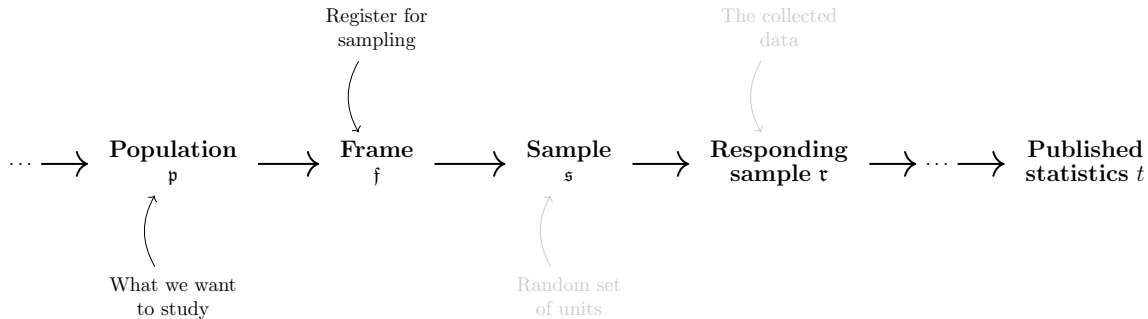 Register for
sampling
The collected
data
··· Population Frame Sample Responding ··· Published
𝔭 𝔣 𝔰 sample 𝔯 statistics t
What we want
to study
Random set
of units